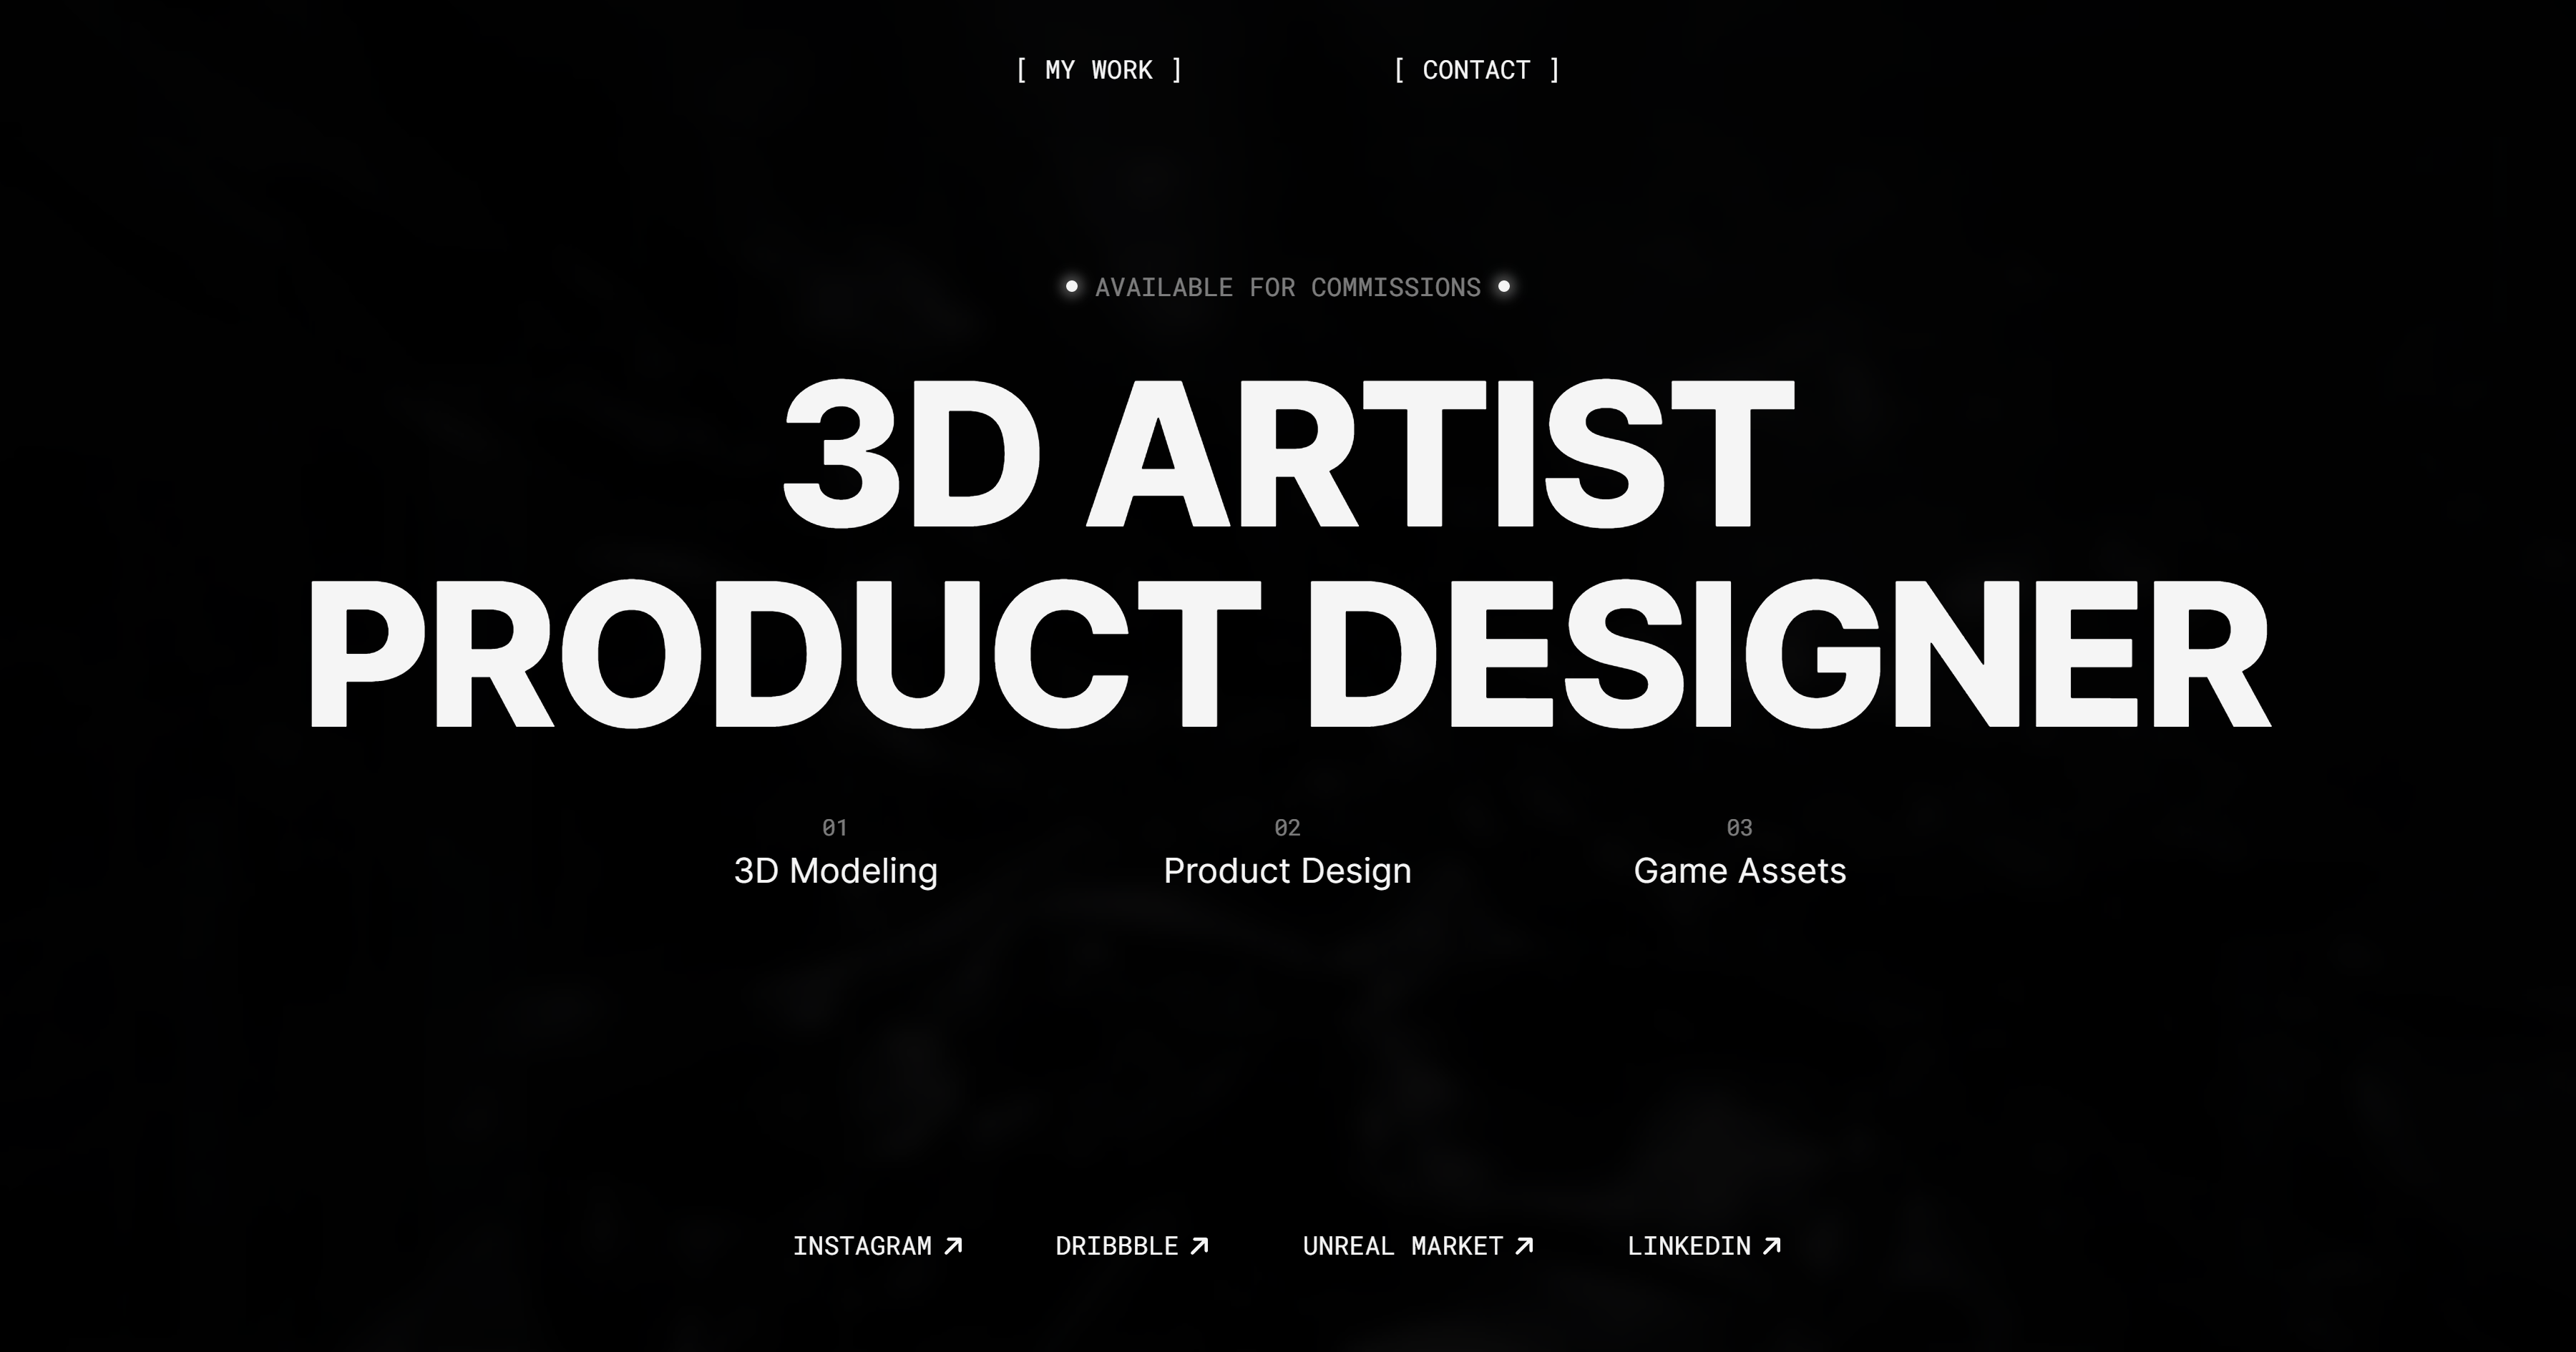 [ MY WORK ] [ CONTACT ]
AVAILABLE FOR COMMISSIONS
3D ARTIST
PRODUCT DESIGNER
01 02 03
3D Modeling Product Design Game Assets
INSTAGRAM DRIBBBLE UNREAL MARKET LINKEDIN